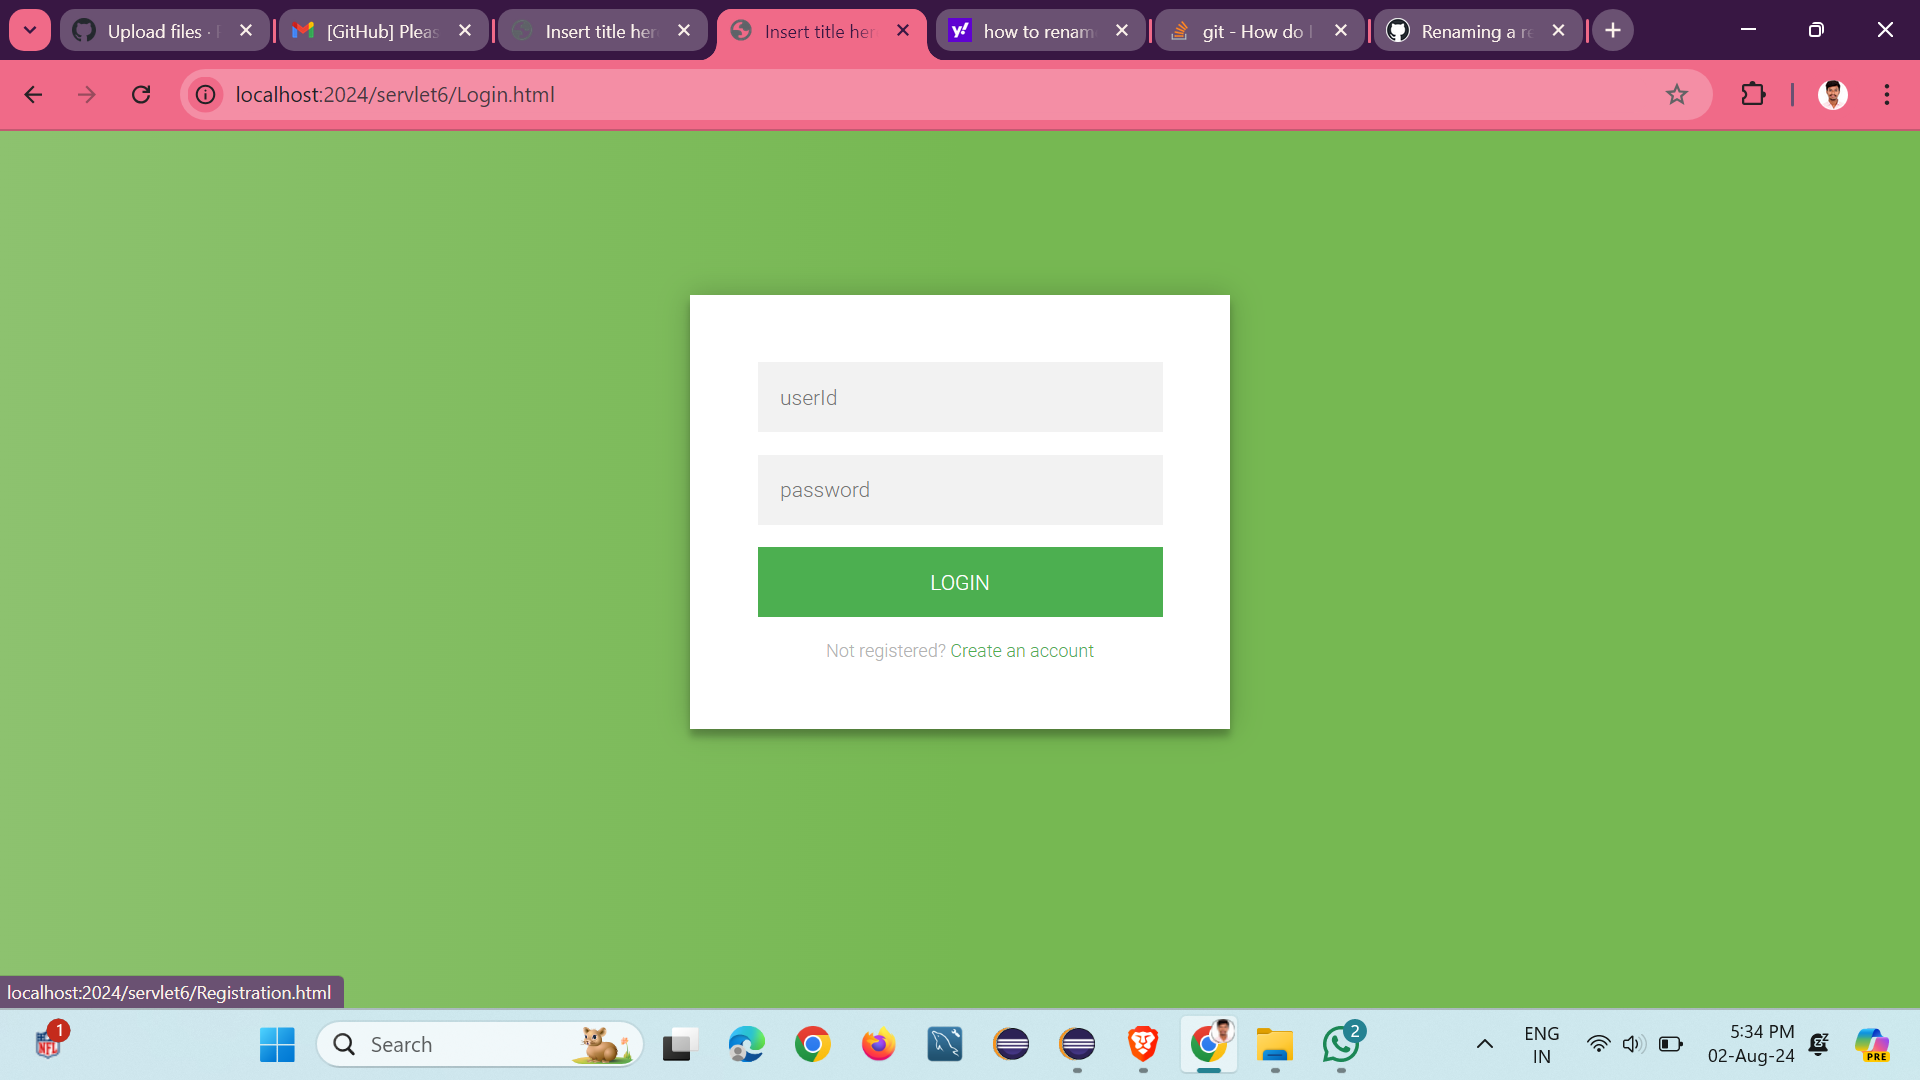 Upload files ·
[GitHub] Pleas
Insert title her
Insert title her
how to renam
git - How do
Renaming a re
localhost:2024/servlet6/Login.html
userId
password
LOGIN
Not registered? Create an account
localhost:2024/servlet6/Registration.html
1
NFL
Search
2
ENG
IN
5:34 PM
02-Aug-24
PRE